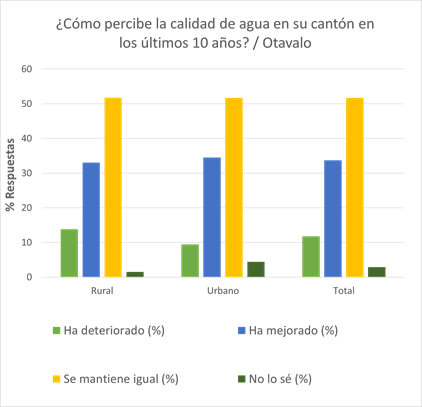 ¿Cómo percibe la calidad de agua en su cantón en
los últimos 10 años? / Otavalo
% Respuestas
60
50
40
30
20
10
0
Rural
Urbano
Total
Ha deteriorado (%)
Ha mejorado (%)
Se mantiene igual (%)
No lo sé (%)